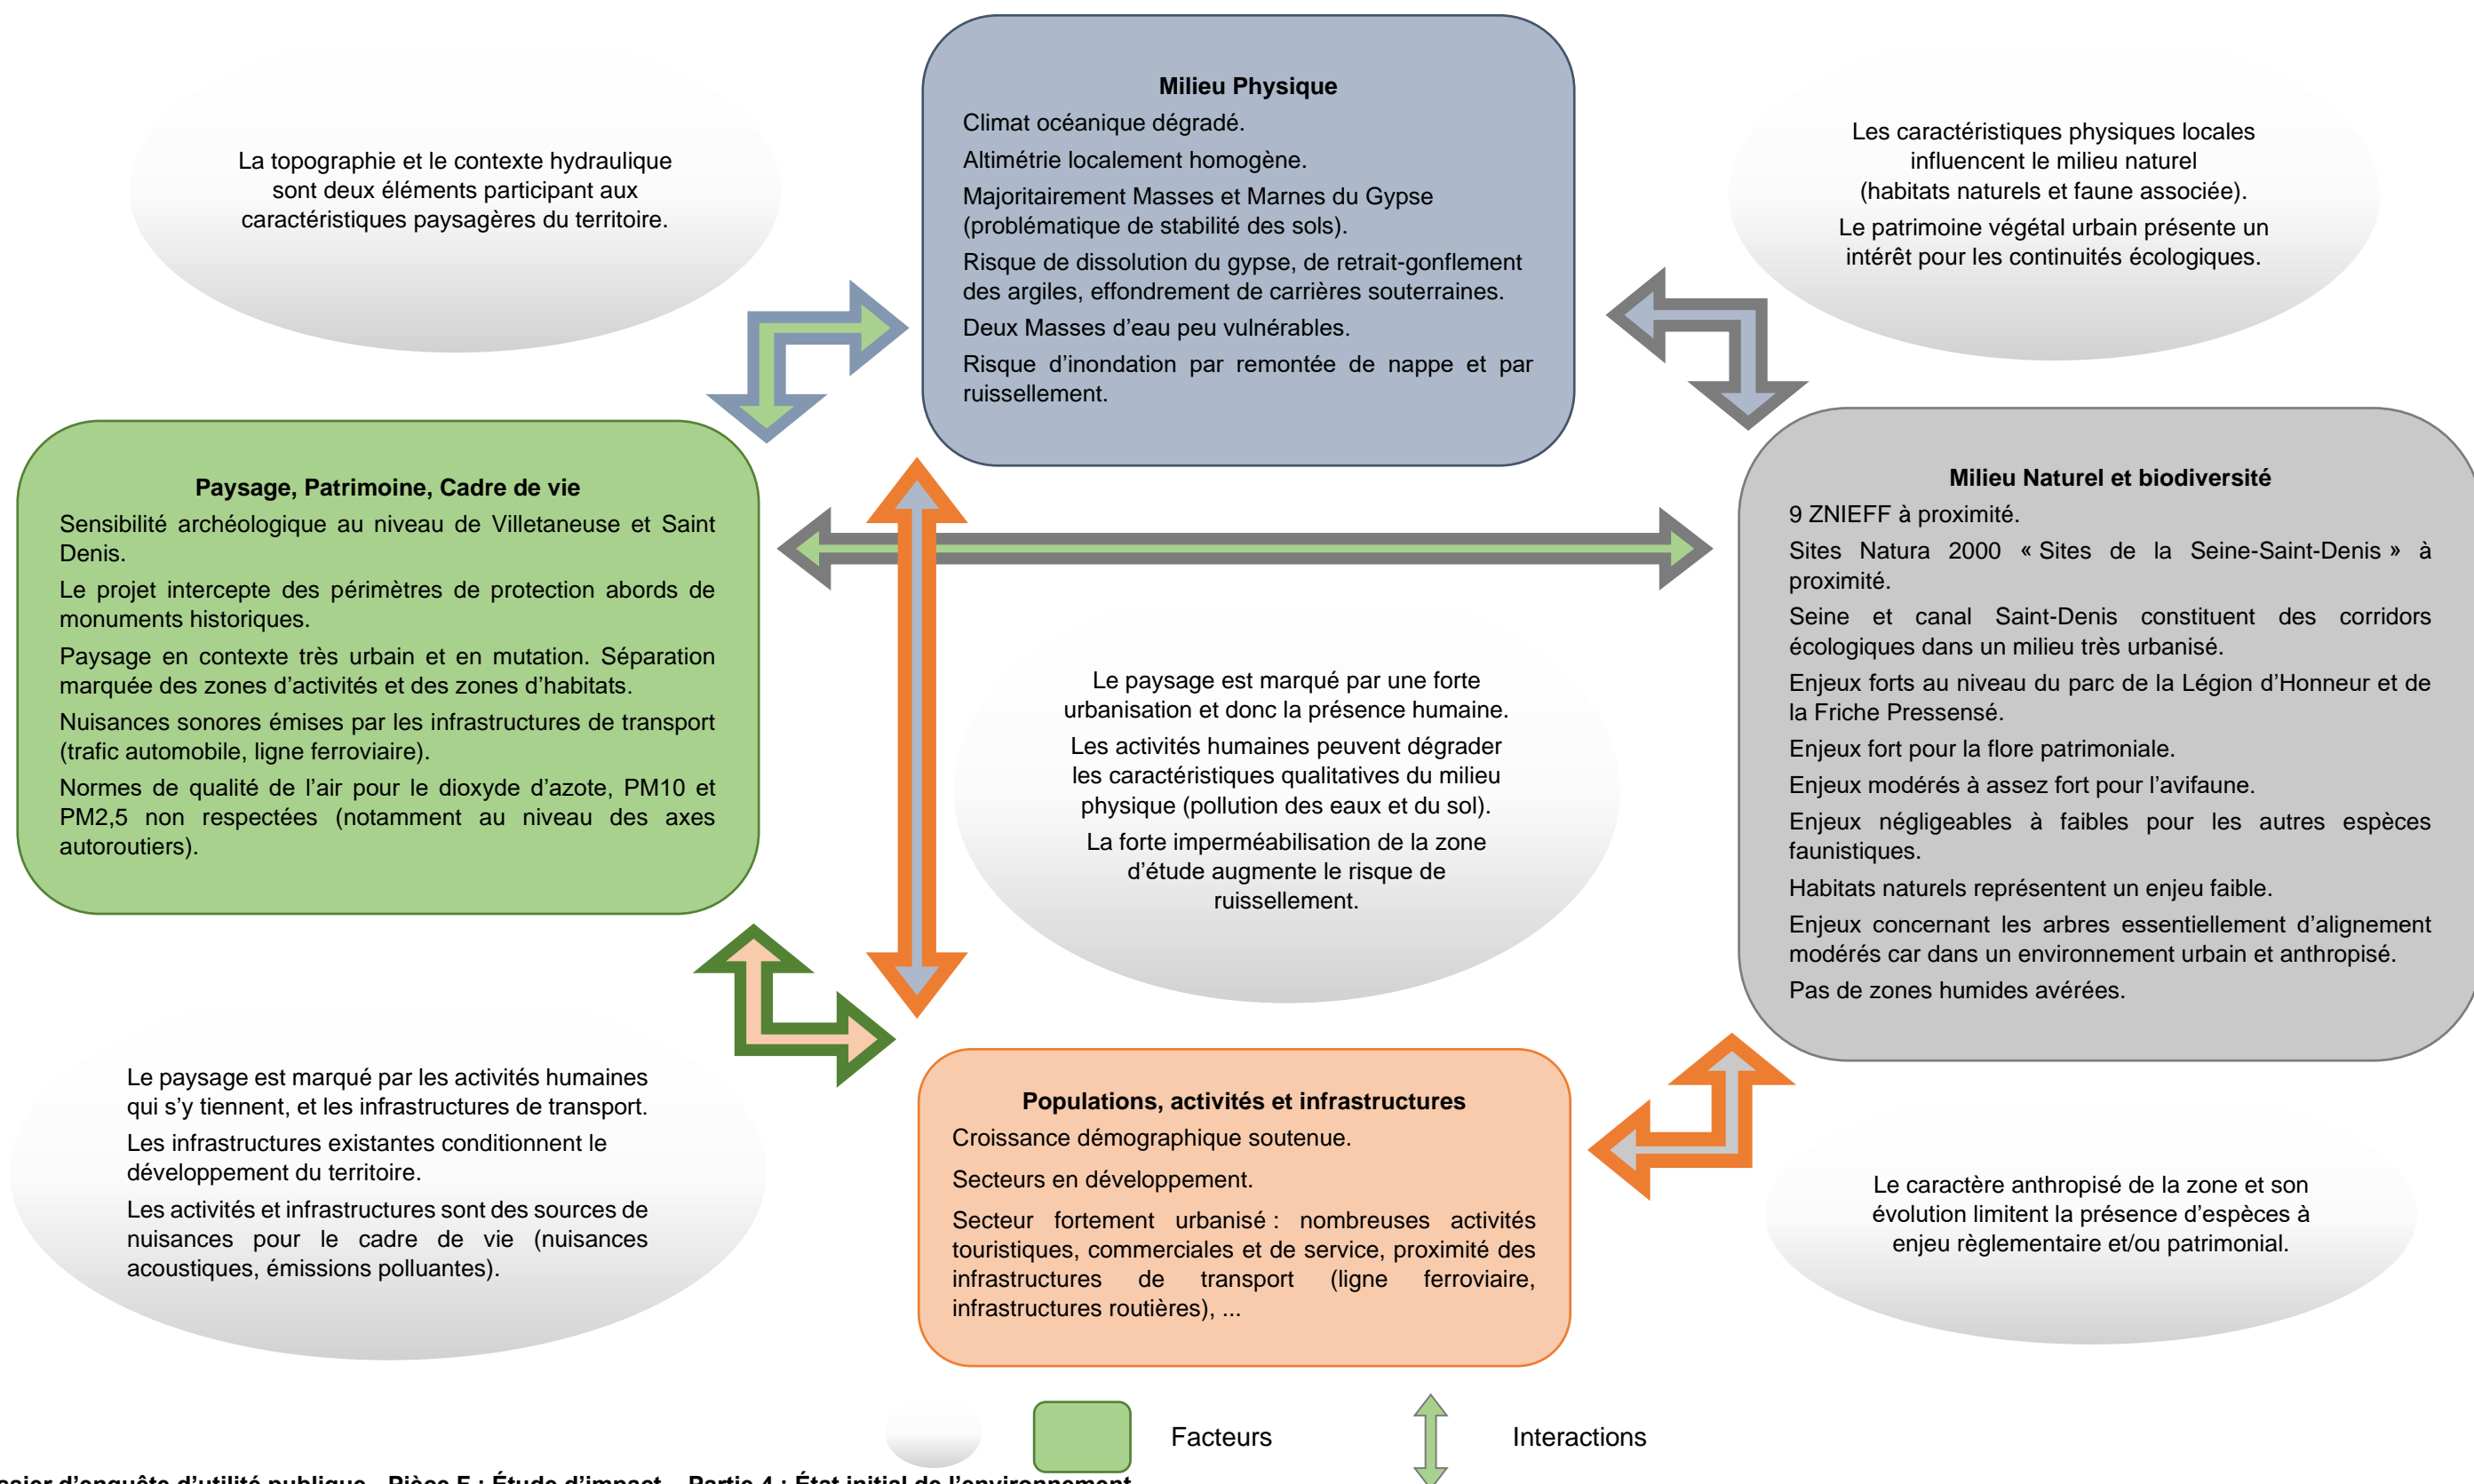 Milieu Physique
Climat océanique dégradé.
Altimétrie localement homogène.
Majoritairement Masses et Marnes du Gypse
(problématique de stabilité des sols).
Risque de dissolution du gypse, de retrait-gonflement
des argiles, effondrement de carrières souterraines.
Deux Masses d'eau peu vulnérables.
Risque d'inondation par remontée de nappe et par
ruissellement.
La topographie et le contexte hydraulique
sont deux éléments participant aux
caractéristiques paysagères du territoire.
Les caractéristiques physiques locales
influencent le milieu naturel
(habitats naturels et faune associée).
Le patrimoine végétal urbain présente un
intérêt pour les continuités écologiques.
Paysage, Patrimoine, Cadre de vie
Sensibilité archéologique au niveau de Villetaneuse et Saint
Denis.
Le projet intercepte des périmètres de protection abords de
monuments historiques.
Paysage en contexte très urbain et en mutation. Séparation
marquée des zones d'activités et des zones d'habitats.
Nuisances sonores émises par les infrastructures de transport
(trafic automobile, ligne ferroviaire).
Normes de qualité de l'air pour le dioxyde d'azote, PM10 et
PM2,5 non respectées (notamment au niveau des axes
autoroutiers).
Le paysage est marqué par une forte
urbanisation et donc la présence humaine.
Les activités humaines peuvent dégrader
les caractéristiques qualitatives du milieu
physique (pollution des eaux et du sol).
La forte imperméabilisation de la zone
d'étude augmente le risque de
ruissellement.
Milieu Naturel et biodiversité
9 ZNIEFF à proximité.
Sites Natura 2000 « Sites de la Seine-Saint-Denis » à
proximité.
Seine et canal Saint-Denis constituent des corridors
écologiques dans un milieu très urbanisé.
Enjeux forts au niveau du parc de la Légion d'Honneur et de
la Friche Pressensé.
Enjeux fort pour la flore patrimoniale.
Enjeux modérés à assez fort pour l'avifaune.
Enjeux négligeables à faibles pour les autres espèces
faunistiques.
Habitats naturels représentent un enjeu faible.
Enjeux concernant les arbres essentiellement d'alignement
modérés car dans un environnement urbain et anthropisé.
Pas de zones humides avérées.
Le paysage est marqué par les activités humaines
qui s'y tiennent, et les infrastructures de transport.
Les infrastructures existantes conditionnent le
développement du territoire.
Les activités et infrastructures sont des sources de
nuisances pour le cadre de vie (nuisances
acoustiques, émissions polluantes).
Populations, activités et infrastructures
Croissance démographique soutenue.
Secteurs en développement.
Secteur fortement urbanisé : nombreuses activités
touristiques, commerciales et de service, proximité des
infrastructures de transport (ligne ferroviaire,
infrastructures routières), ...
Le caractère anthropisé de la zone et son
évolution limitent la présence d'espèces à
enjeu règlementaire et/ou patrimonial.
Facteurs
Interactions
d'enquête d'utilité publique - Pièce F : Étude d'impact – Partie 4 : État initial de l'environnement